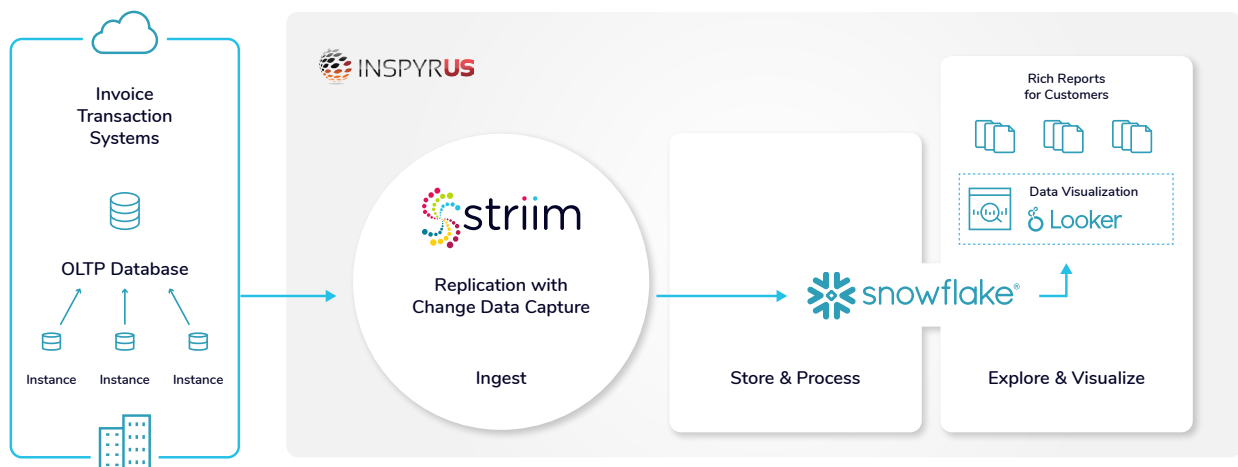 Invoice
Transaction
Systems
OLTP Database
Instance
Instance
Instance
INSPYRUS
striim
Replication with
Change Data Capture
Ingest
snowflake®
Store & Process
Rich Reports
for Customers
Data Visualization
Looker
Explore & Visualize